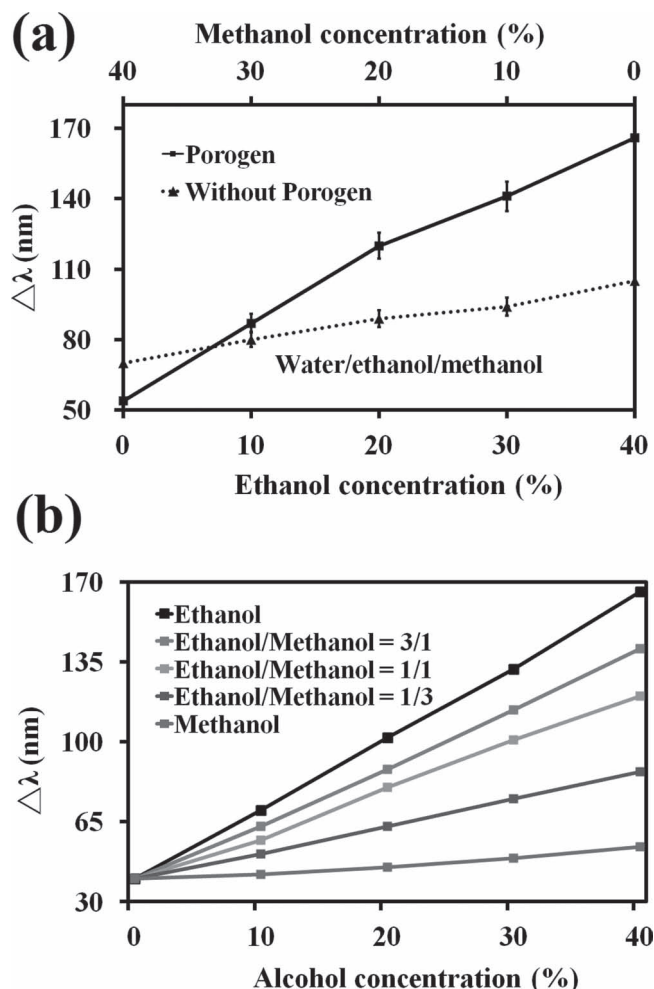 (a)
Methanol concentration (%)
40 30 20 10 0
170
140
110
80
50
△λ (nm)
Porogen
Without Porogen
Water/ethanol/methanol
0 10 20 30 40
Ethanol concentration (%)
(b)
170
135
100
65
30
△λ (nm)
Ethanol
Ethanol/Methanol = 3/1
Ethanol/Methanol = 1/1
Ethanol/Methanol = 1/3
Methanol
0 10 20 30 40
Alcohol concentration (%)